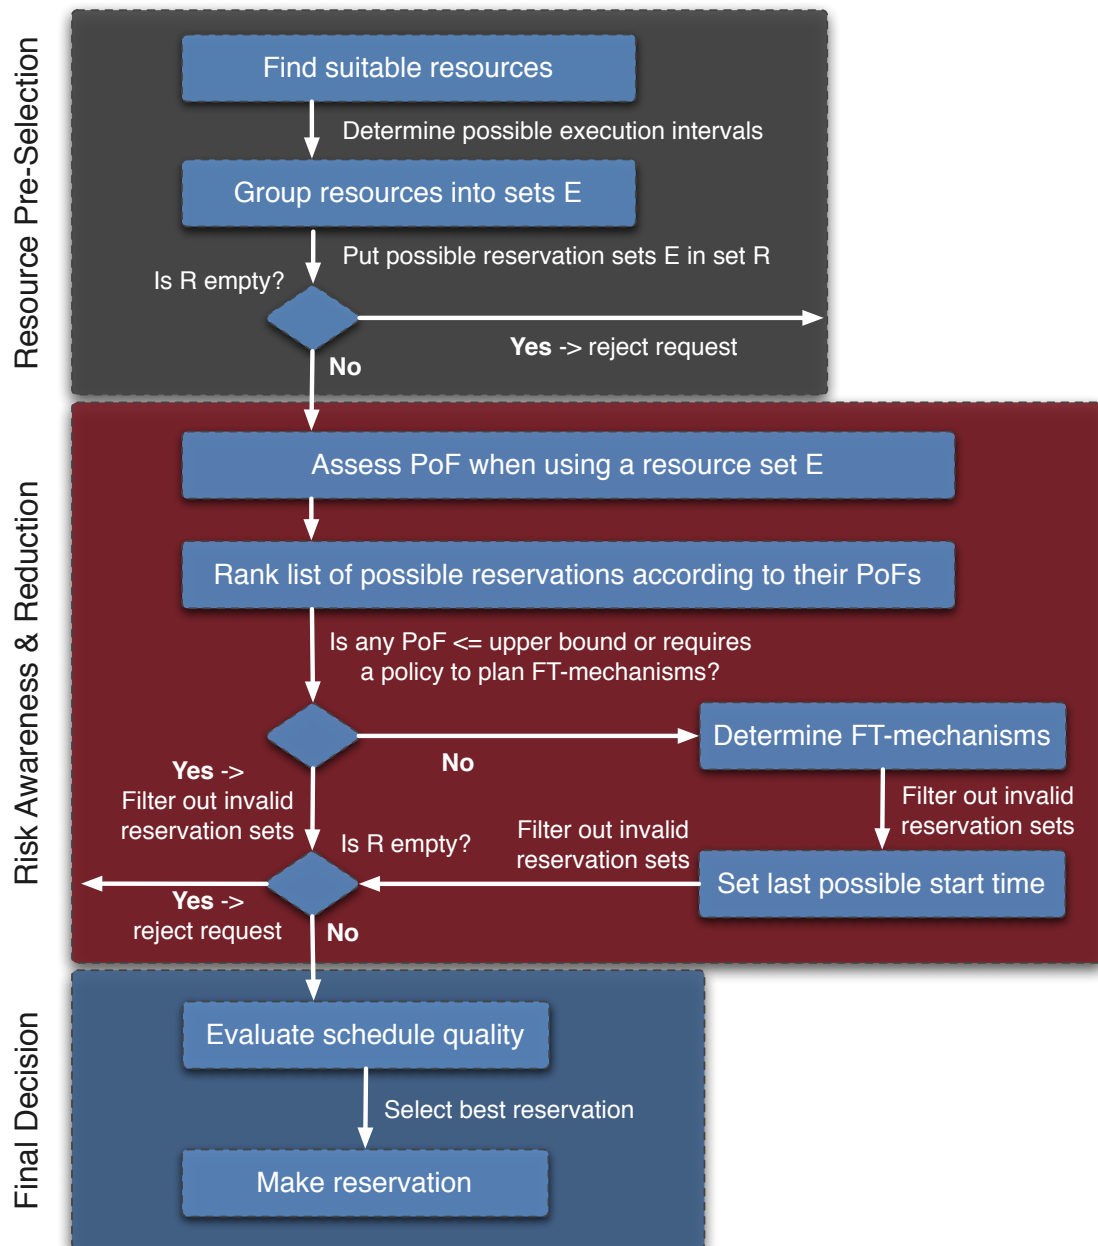 Resource Pre-Selection
Find suitable resources
Determine possible execution intervals
Group resources into sets E
Put possible reservation sets E in set R
Is R empty?
Yes -> reject request
No
Risk Awareness & Reduction
Assess PoF when using a resource set E
Rank list of possible reservations according to their PoFs
Is any PoF <= upper bound or requires
a policy to plan FT-mechanisms?
Determine FT-mechanisms
No
Yes ->
Filter out invalid
reservation sets
Filter out invalid
reservation sets
Is R empty?
Filter out invalid
reservation sets
Set last possible start time
Yes ->
reject request
No
Final Decision
Evaluate schedule quality
Select best reservation
Make reservation